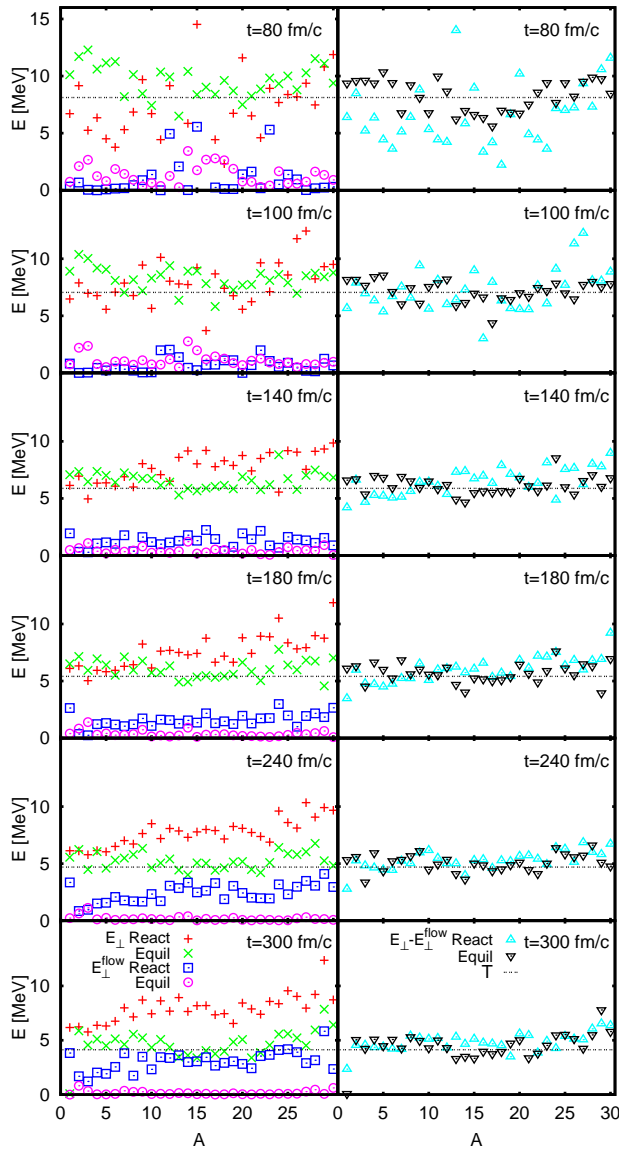 15
10
5
0
E [MeV]
t=80 fm/c
t=80 fm/c
10
5
0
E [MeV]
t=100 fm/c
t=100 fm/c
10
5
0
E [MeV]
t=140 fm/c
t=140 fm/c
10
5
0
E [MeV]
t=180 fm/c
t=180 fm/c
10
5
0
E [MeV]
t=240 fm/c
t=240 fm/c
10
5
0
E [MeV]
t=300 fm/c
E⊥ React
Equil
E⊥^flow React
Equil
t=300 fm/c
E⊥-E⊥^flow React
Equil
T
0 5 10 15 20 25 0 5 10 15 20 25 30
A A